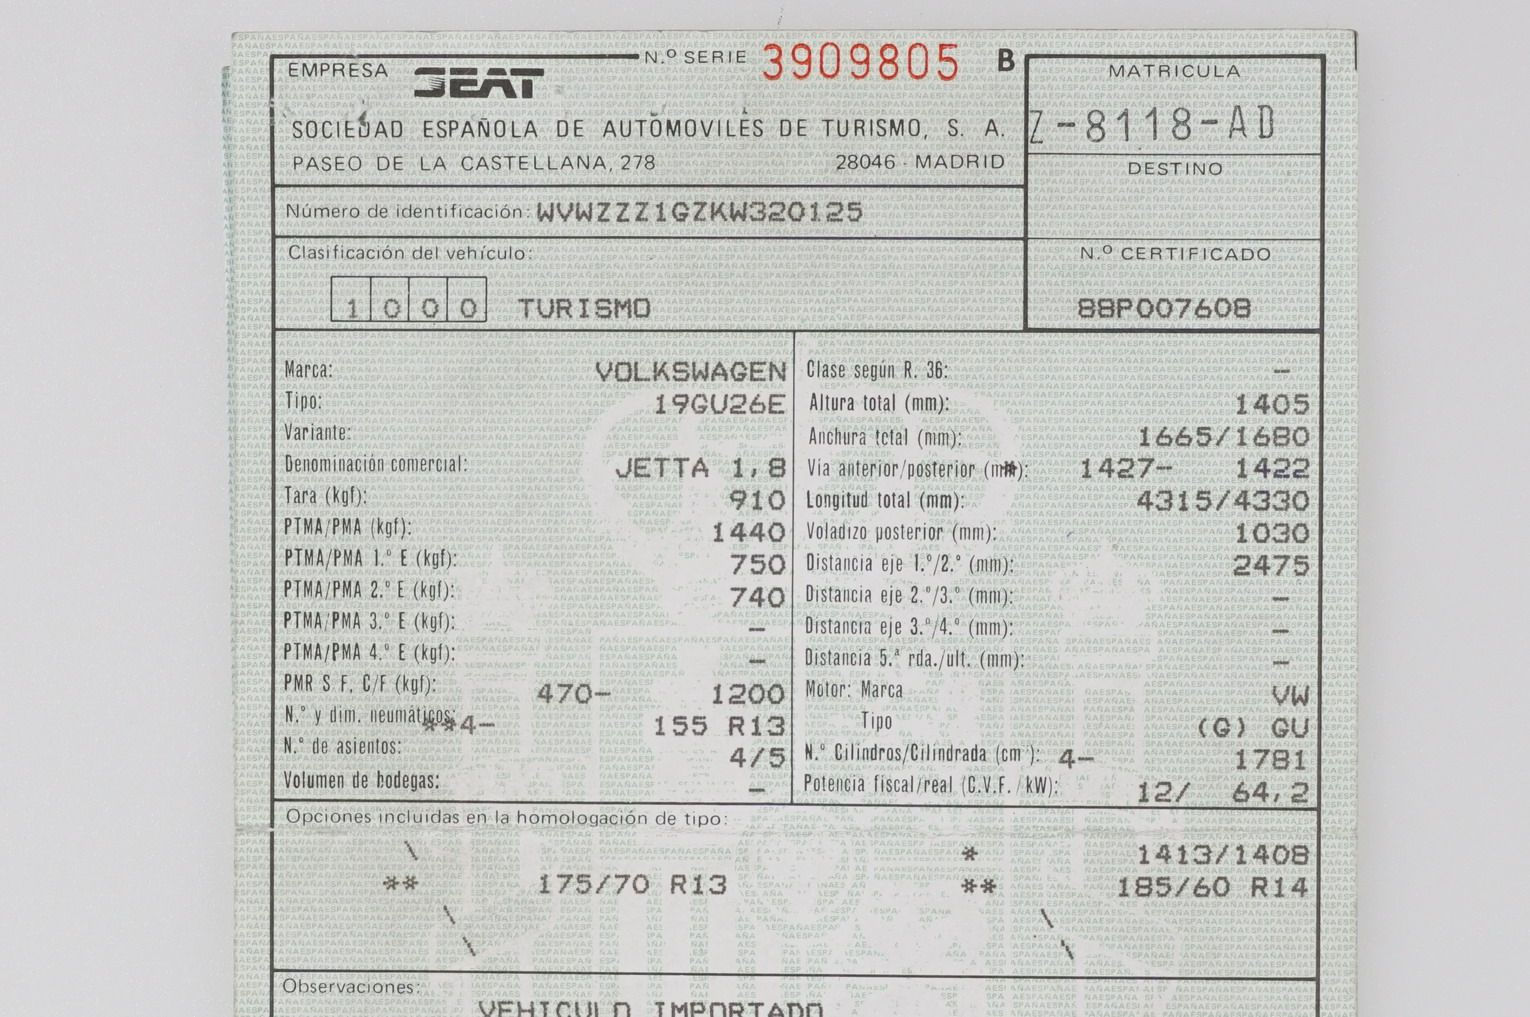 EMPRESA SEAT N.º SERIE 3909805 B
SOCIEDAD ESPAÑOLA DE AUTOMOVILES DE TURISMO, S. A.
PASEO DE LA CASTELLANA, 278 28046 - MADRID
MATRICULA
Z-8118-AD
DESTINO
Número de identificación: WVWZZZ1GZKW320125
Clasificación del vehículo:
1000 TURISMO
N.º CERTIFICADO
88P007608
Marca: VOLKSWAGEN
Tipo: 19GU26E
Variante:
Denominación comercial: JETTA 1,8
Tara (kgf): 910
PTMA/PMA (kgf): 1440
PTMA/PMA 1.º E (kgf): 750
PTMA/PMA 2.º E (kgf): 740
PTMA/PMA 3.º E (kgf): -
PTMA/PMA 4.º E (kgf): -
PMR S F, C/F (kgf): 470- 1200
N.º y dim. neumáticos: **4- 155 R13
N.º de asientos: 4/5
Volumen de bodegas: -
Clase según R. 36: -
Altura total (mm): 1405
Anchura total (mm): 1665/1680
Vía anterior/posterior (mm*): 1427- 1422
Longitud total (mm): 4315/4330
Voladizo posterior (mm): 1030
Distancia eje 1.º/2.º (mm): 2475
Distancia eje 2.º/3.º (mm): -
Distancia eje 3.º/4.º (mm): -
Distancia 5.ª rda./ult. (mm): -
Motor: Marca VW
Tipo (G) GU
N.º Cilindros/Cilindrada (cm³): 4- 1781
Potencia fiscal/real (C.V.F./kW): 12/ 64,2
Opciones incluidas en la homologación de tipo:
\ * 1413/1408
** 175/70 R13 ** 185/60 R14
\ \
\ \
Observaciones:
VEHICULO IMPORTADO